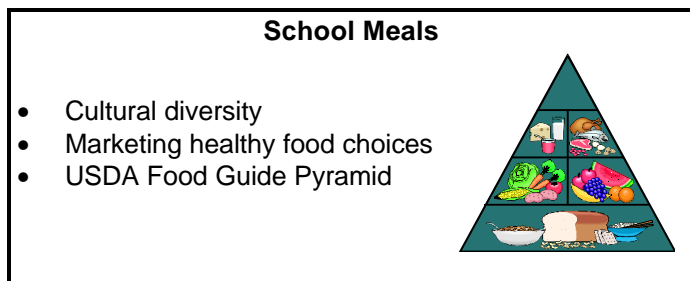 School Meals
• Cultural diversity
• Marketing healthy food choices
• USDA Food Guide Pyramid